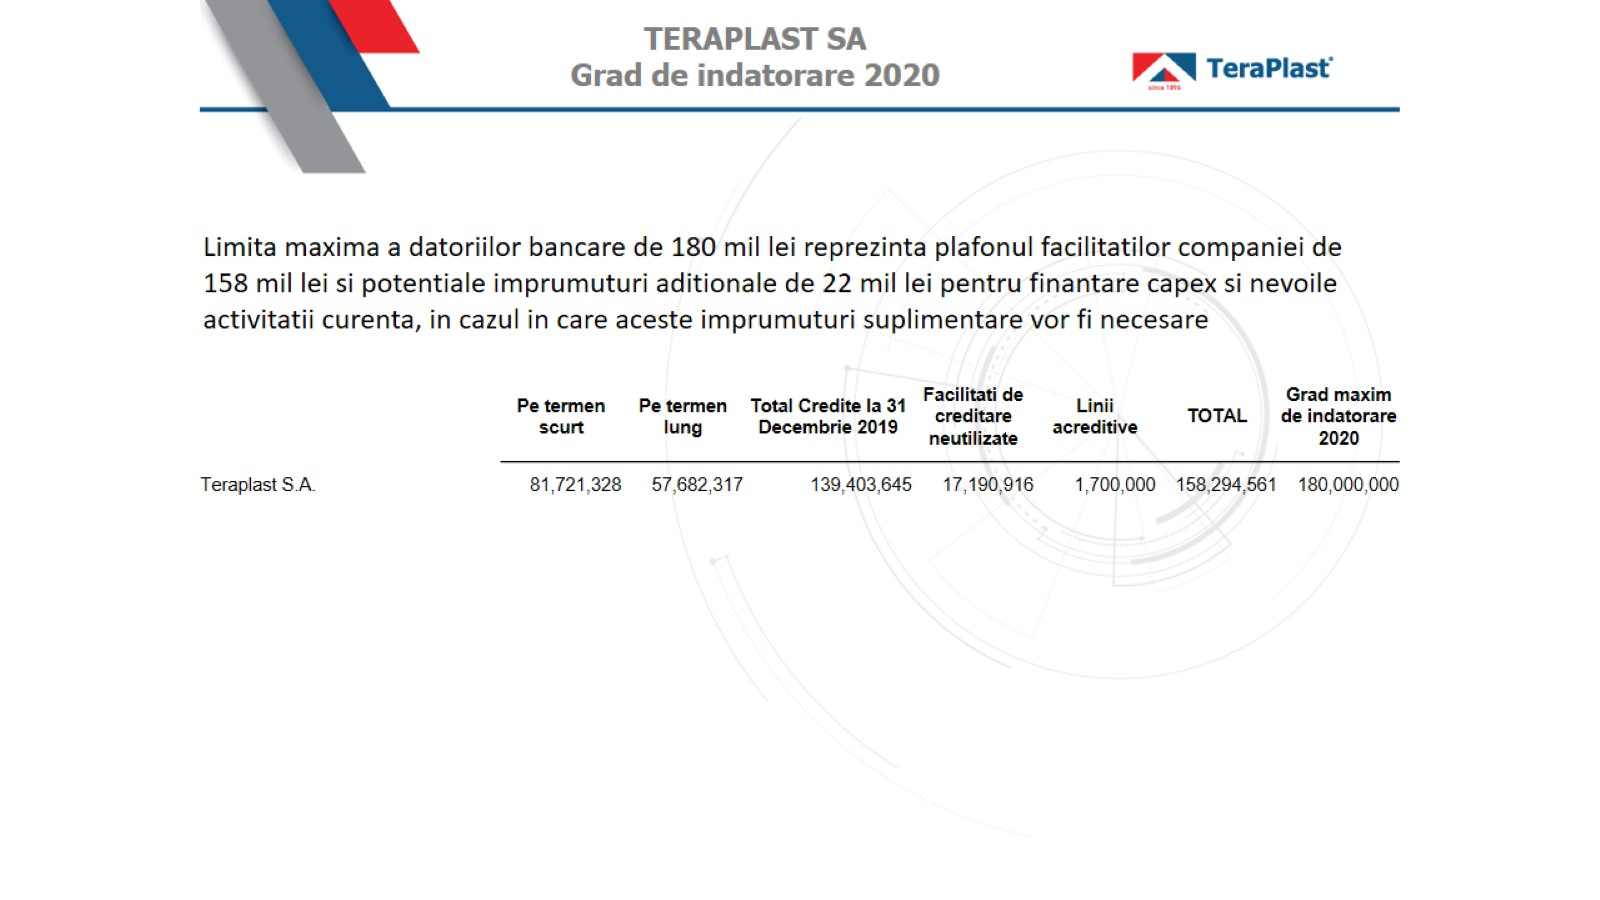 TERAPLAST SA
Grad de indatorare 2020
TeraPlast®
since 1896
Limita maxima a datoriilor bancare de 180 mil lei reprezinta plafonul facilitatilor companiei de
158 mil lei si potentiale imprumuturi aditionale de 22 mil lei pentru finantare capex si nevoile
activitatii curenta, in cazul in care aceste imprumuturi suplimentare vor fi necesare
Pe termen scurt Pe termen lung Total Credite la 31 Decembrie 2019 Facilitati de creditare neutilizate Linii acreditive TOTAL Grad maxim de indatorare 2020
Teraplast S.A. 81,721,328 57,682,317 139,403,645 17,190,916 1,700,000 158,294,561 180,000,000